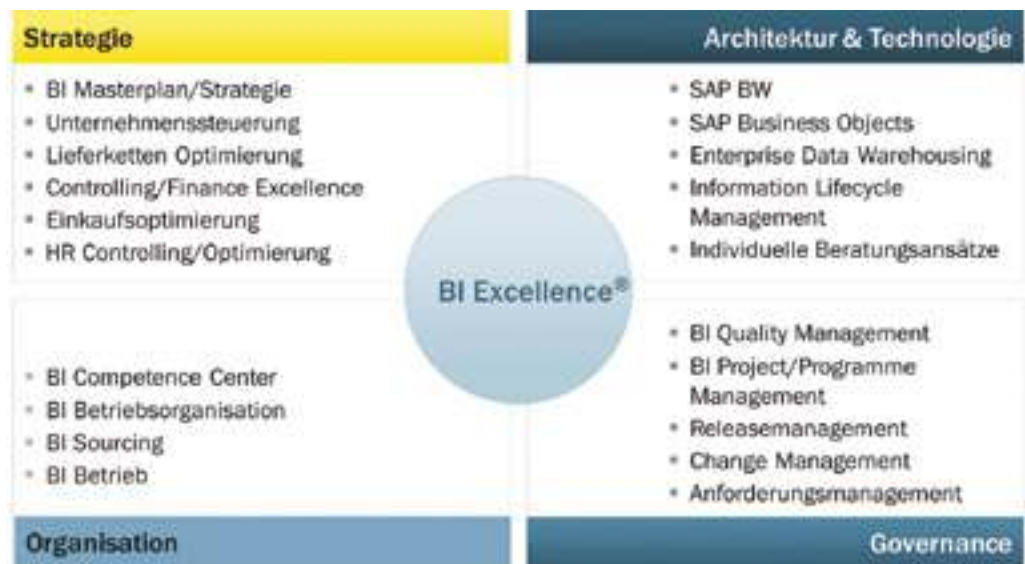 Strategie
• BI Masterplan/Strategie
• Unternehmenssteuerung
• Lieferketten Optimierung
• Controlling/Finance Excellence
• Einkaufsoptimierung
• HR Controlling/Optimierung
Architektur & Technologie
• SAP BW
• SAP Business Objects
• Enterprise Data Warehousing
• Information Lifecycle
Management
• Individuelle Beratungsansätze
BI Excellence®
• BI Competence Center
• BI Betriebsorganisation
• BI Sourcing
• BI Betrieb
Organisation
• BI Quality Management
• BI Project/Programme
Management
• Releasemanagement
• Change Management
• Anforderungsmanagement
Governance